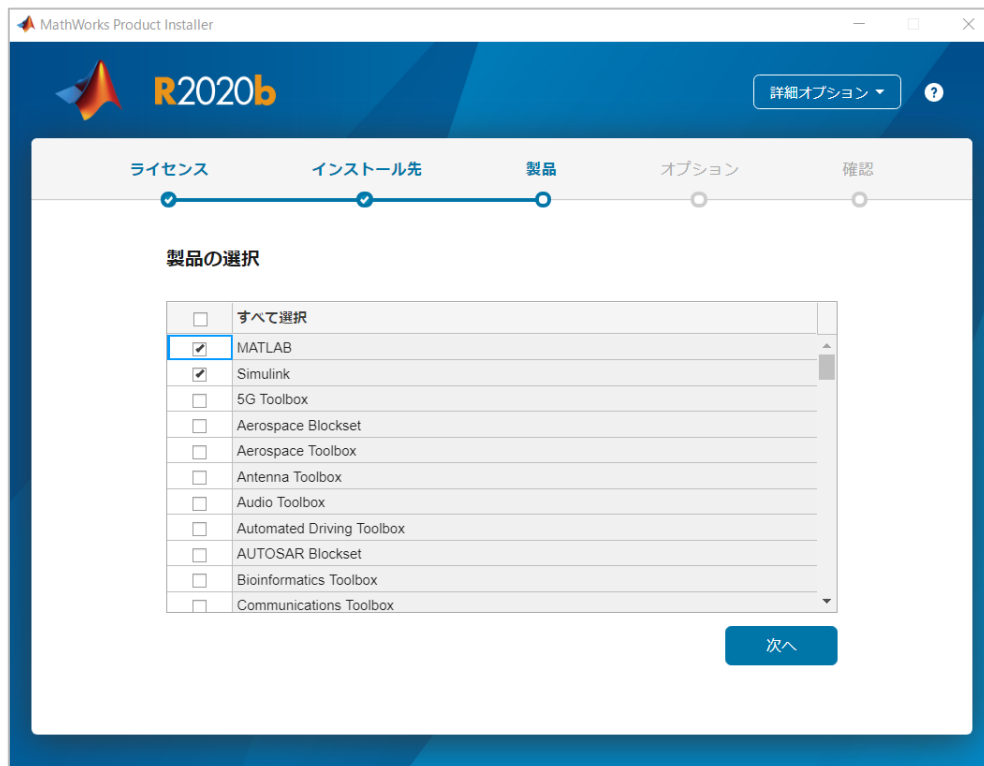 MathWorks Product Installer
R2020b
詳細オプション
?
ライセンス
インストール先
製品
オプション
確認
製品の選択
すべて選択
MATLAB
Simulink
5G Toolbox
Aerospace Blockset
Aerospace Toolbox
Antenna Toolbox
Audio Toolbox
Automated Driving Toolbox
AUTOSAR Blockset
Bioinformatics Toolbox
Communications Toolbox
次へ